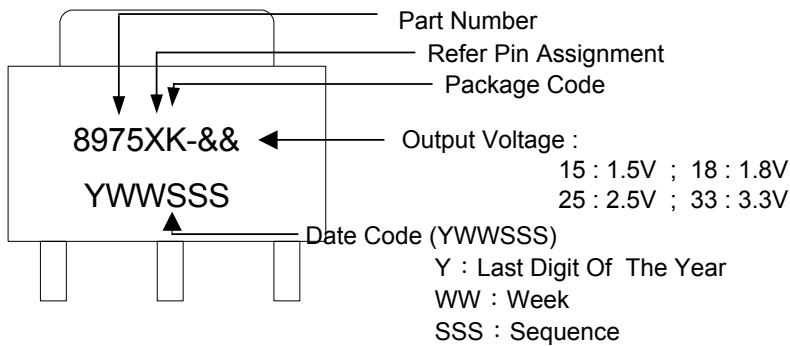 Part Number
Refer Pin Assignment
Package Code
8975XK-&&
Output Voltage :
15 : 1.5V ; 18 : 1.8V
25 : 2.5V ; 33 : 3.3V
YWWSSS
Date Code (YWWSSS)
Y：Last Digit Of The Year
WW：Week
SSS：Sequence